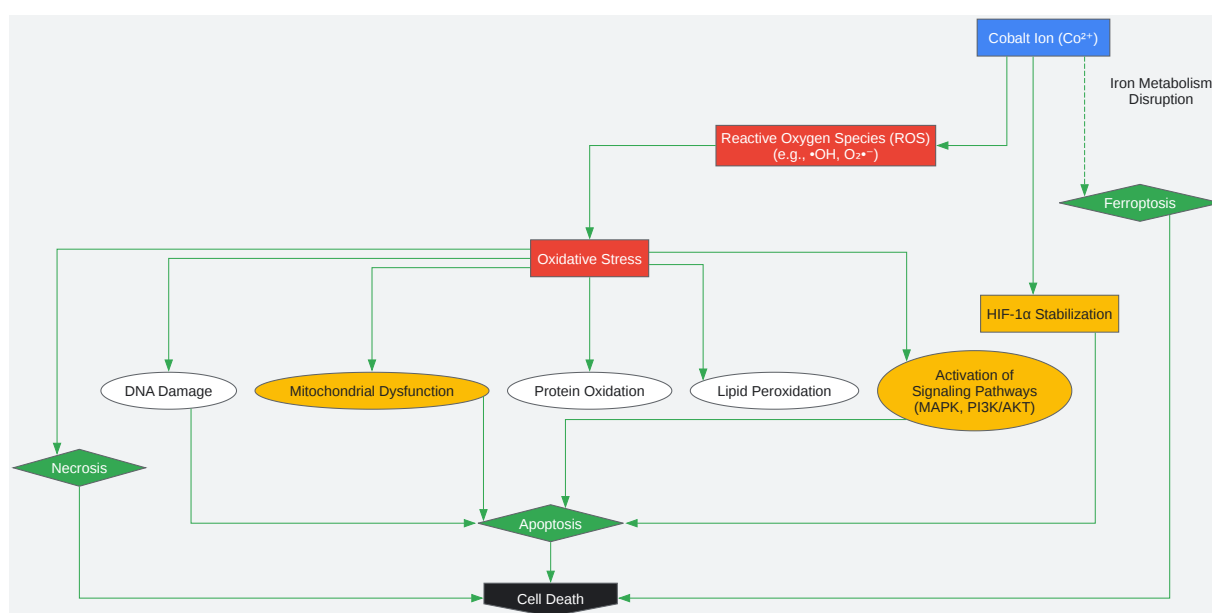 Cobalt Ion (Co²⁺)
Iron Metabolism
Disruption
Reactive Oxygen Species (ROS)
(e.g., •OH, O₂•⁻)
Ferroptosis
Oxidative Stress
HIF-1α Stabilization
DNA Damage
Mitochondrial Dysfunction
Protein Oxidation
Lipid Peroxidation
Activation of
Signaling Pathways
(MAPK, PI3K/AKT)
Necrosis
Apoptosis
Cell Death